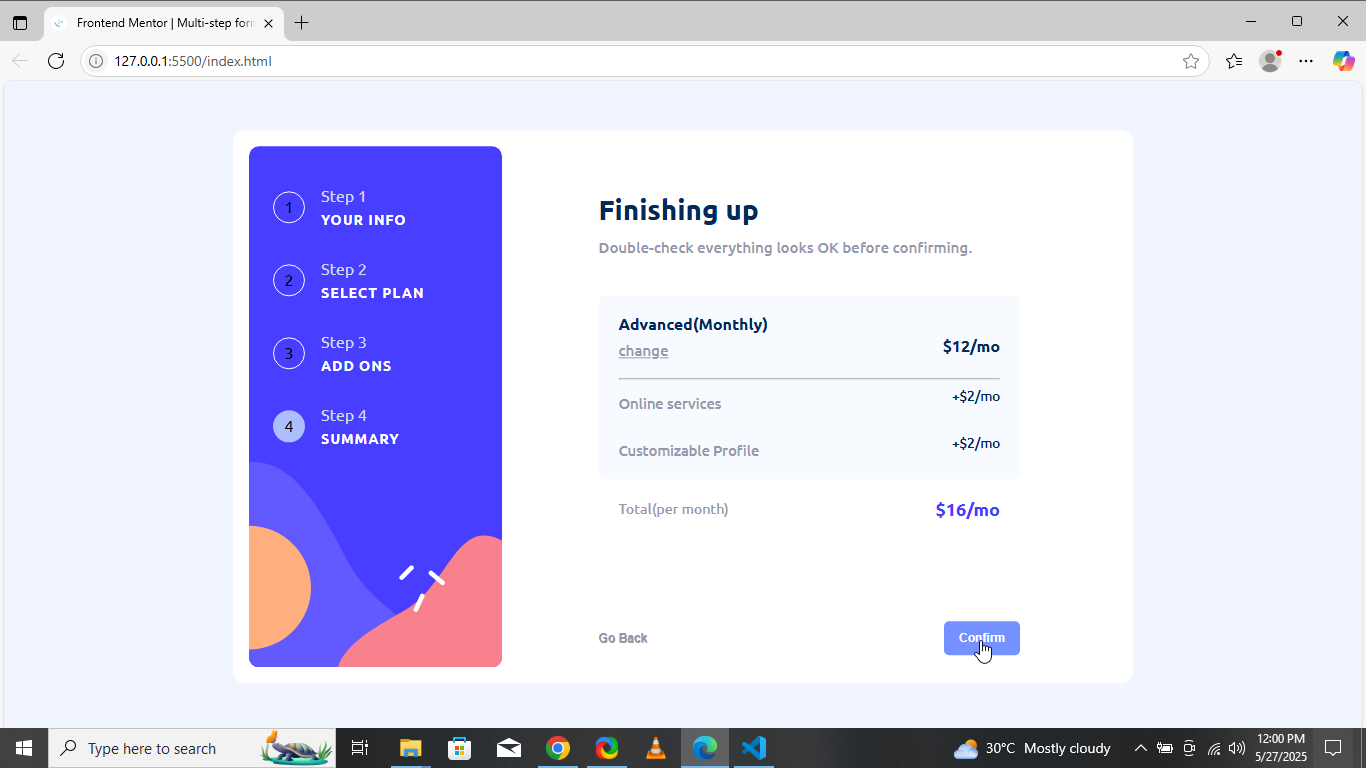 Frontend Mentor | Multi-step form
127.0.0.1:5500/index.html
1
Step 1
YOUR INFO
2
Step 2
SELECT PLAN
3
Step 3
ADD ONS
4
Step 4
SUMMARY
Finishing up
Double-check everything looks OK before confirming.
Advanced(Monthly)
change
$12/mo
Online services
+$2/mo
Customizable Profile
+$2/mo
Total(per month)
$16/mo
Go Back
Confirm
Type here to search
30°C Mostly cloudy
12:00 PM
5/27/2025